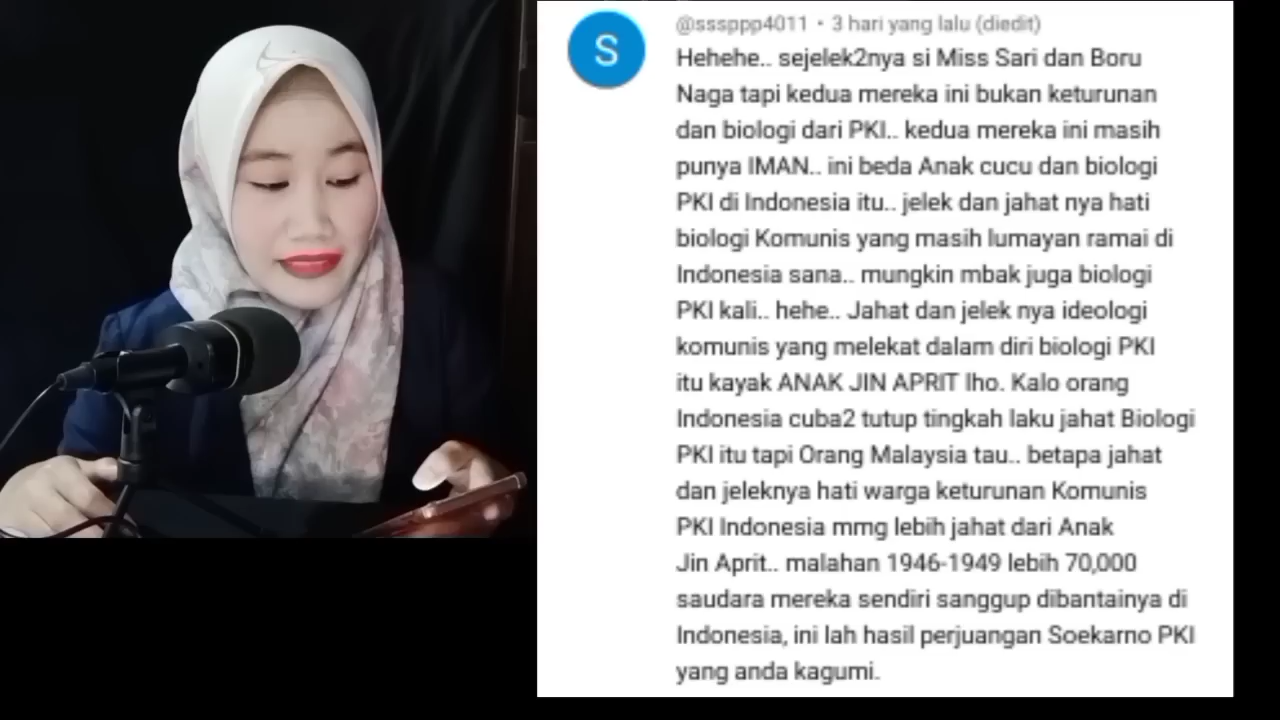 S
@sssppp4011 • 3 hari yang lalu (diedit)
Hehehe.. sejelek2nya si Miss Sari dan Boru
Naga tapi kedua mereka ini bukan keturunan
dan biologi dari PKI.. kedua mereka ini masih
punya IMAN.. ini beda Anak cucu dan biologi
PKI di Indonesia itu.. jelek dan jahat nya hati
biologi Komunis yang masih lumayan ramai di
Indonesia sana.. mungkin mbak juga biologi
PKI kali.. hehe.. Jahat dan jelek nya ideologi
komunis yang melekat dalam diri biologi PKI
itu kayak ANAK JIN APRIT lho. Kalo orang
Indonesia cuba2 tutup tingkah laku jahat Biologi
PKI itu tapi Orang Malaysia tau.. betapa jahat
dan jeleknya hati warga keturunan Komunis
PKI Indonesia mmg lebih jahat dari Anak
Jin Aprit.. malahan 1946-1949 lebih 70,000
saudara mereka sendiri sanggup dibantainya di
Indonesia, ini lah hasil perjuangan Soekarno PKI
yang anda kagumi.